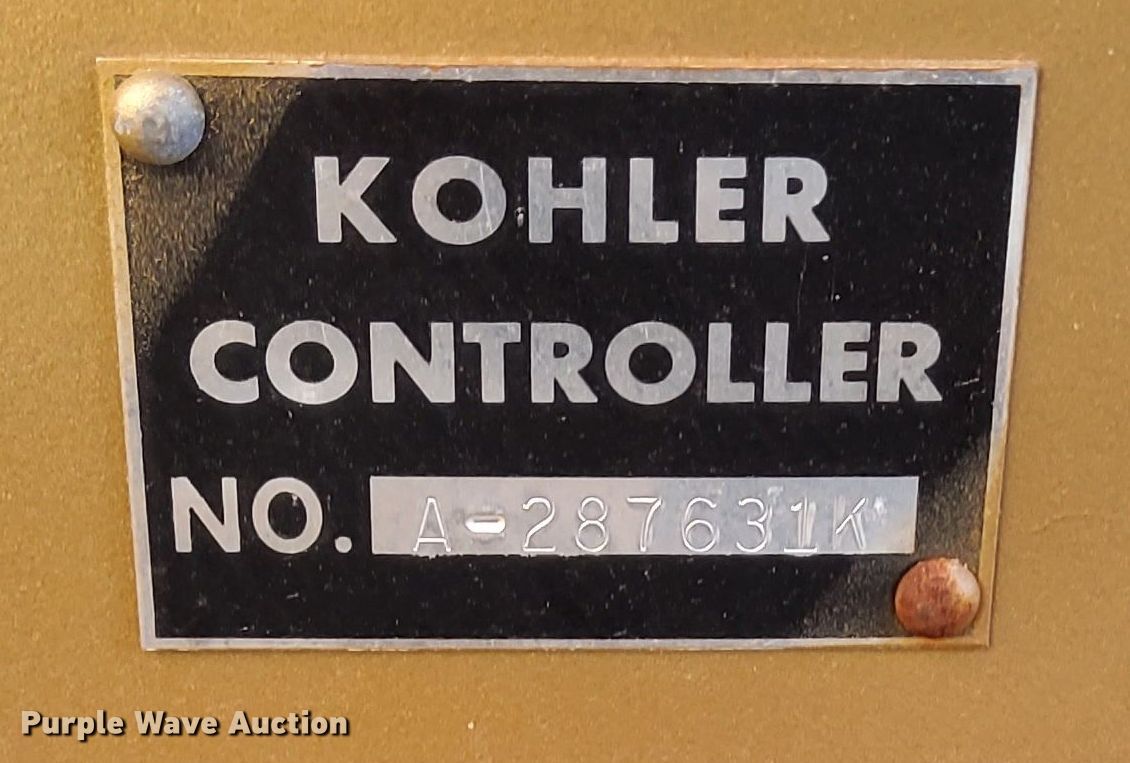 KOHLER
CONTROLLER
NO. A-287631K
Purple Wave Auction